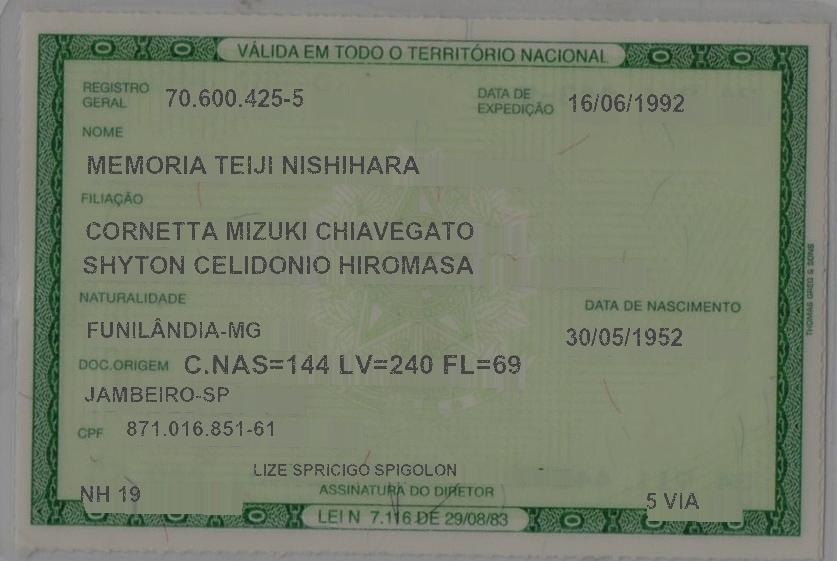 VÁLIDA EM TODO O TERRITÓRIO NACIONAL
REGISTRO GERAL 70.600.425-5 DATA DE EXPEDIÇÃO 16/06/1992
NOME
MEMORIA TEIJI NISHIHARA
FILIAÇÃO
CORNETTA MIZUKI CHIAVEGATO
SHYTON CELIDONIO HIROMASA
NATURALIDADE DATA DE NASCIMENTO
FUNILÂNDIA-MG 30/05/1952
DOC.ORIGEM C.NAS=144 LV=240 FL=69
JAMBEIRO-SP
CPF 871.016.851-61
LIZE SPRICIGO SPIGOLON
NH 19 ASSINATURA DO DIRETOR 5 VIA
LEI N 7.116 DE 29/08/83
THOMAS GREG & SONS